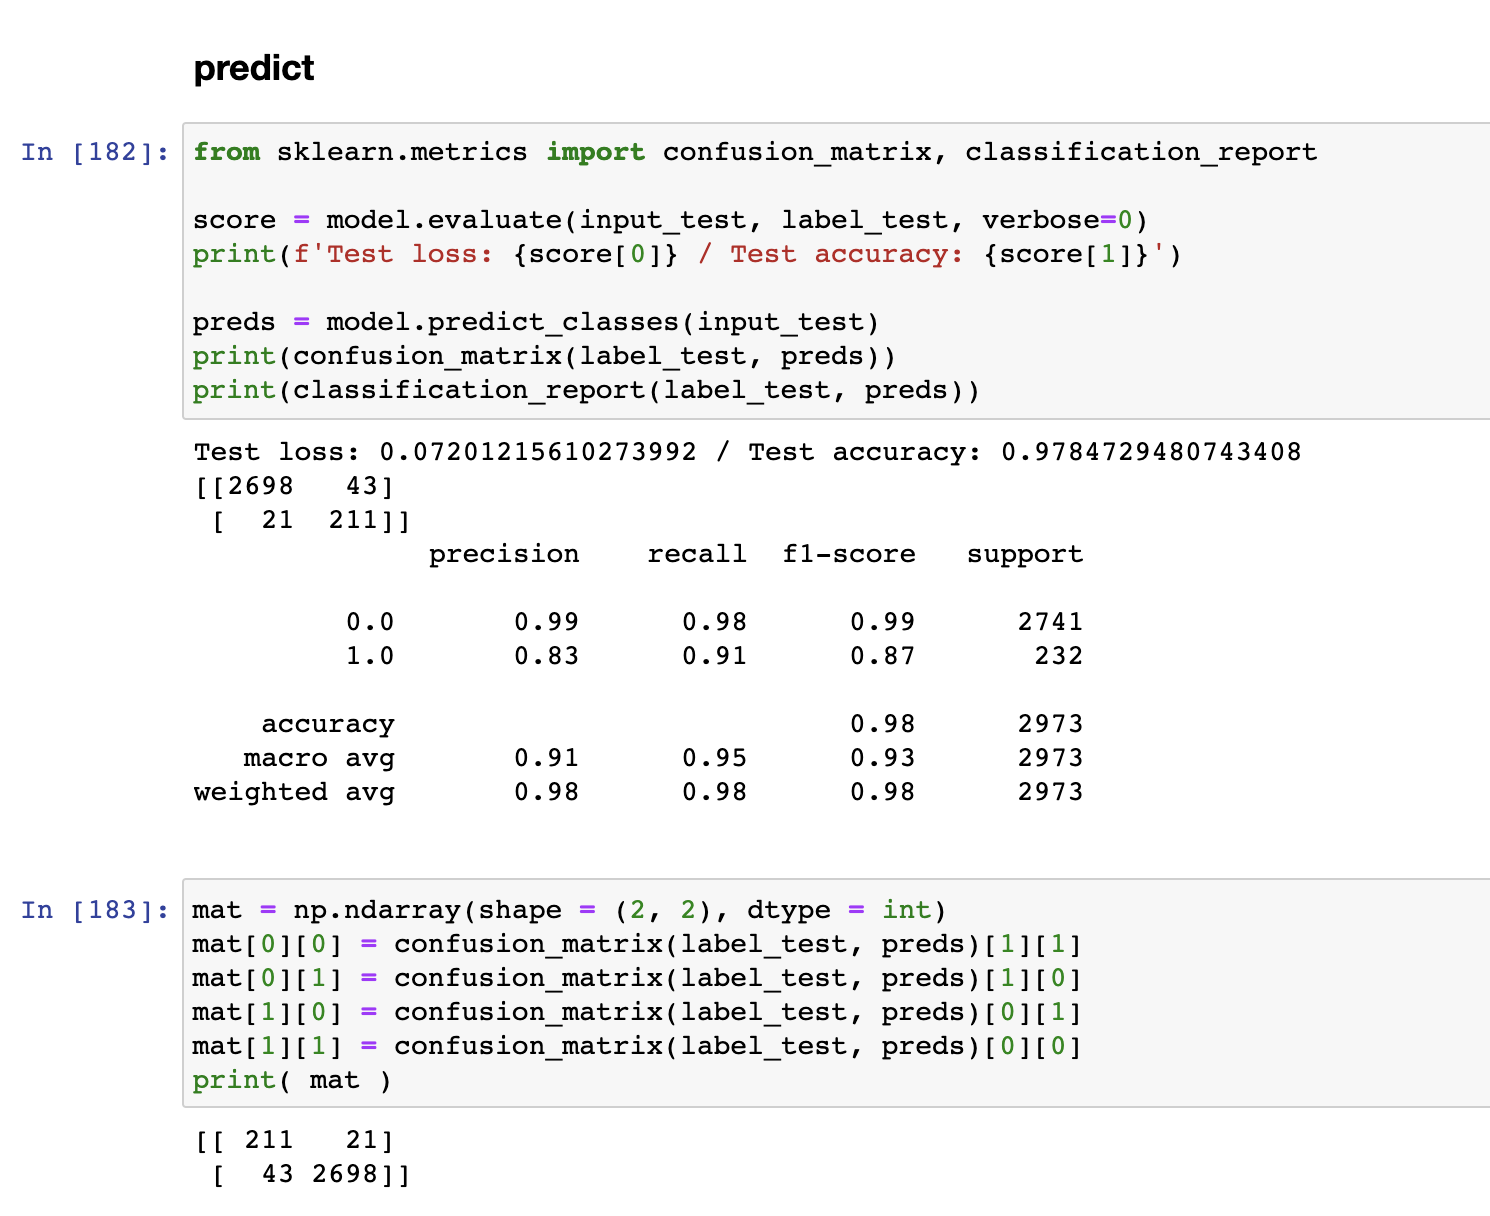 predict
In [182]: from sklearn.metrics import confusion_matrix, classification_report
score = model.evaluate(input_test, label_test, verbose=0)
print(f'Test loss: {score[0]} / Test accuracy: {score[1]}')
preds = model.predict_classes(input_test)
print(confusion_matrix(label_test, preds))
print(classification_report(label_test, preds))
Test loss: 0.07201215610273992 / Test accuracy: 0.9784729480743408
[[2698   43]
 [  21  211]]
              precision    recall  f1-score   support
         0.0       0.99      0.98      0.99      2741
         1.0       0.83      0.91      0.87       232
    accuracy                           0.98      2973
   macro avg       0.91      0.95      0.93      2973
weighted avg       0.98      0.98      0.98      2973
In [183]: mat = np.ndarray(shape = (2, 2), dtype = int)
mat[0][0] = confusion_matrix(label_test, preds)[1][1]
mat[0][1] = confusion_matrix(label_test, preds)[1][0]
mat[1][0] = confusion_matrix(label_test, preds)[0][1]
mat[1][1] = confusion_matrix(label_test, preds)[0][0]
print( mat )
[[ 211   21]
 [  43 2698]]